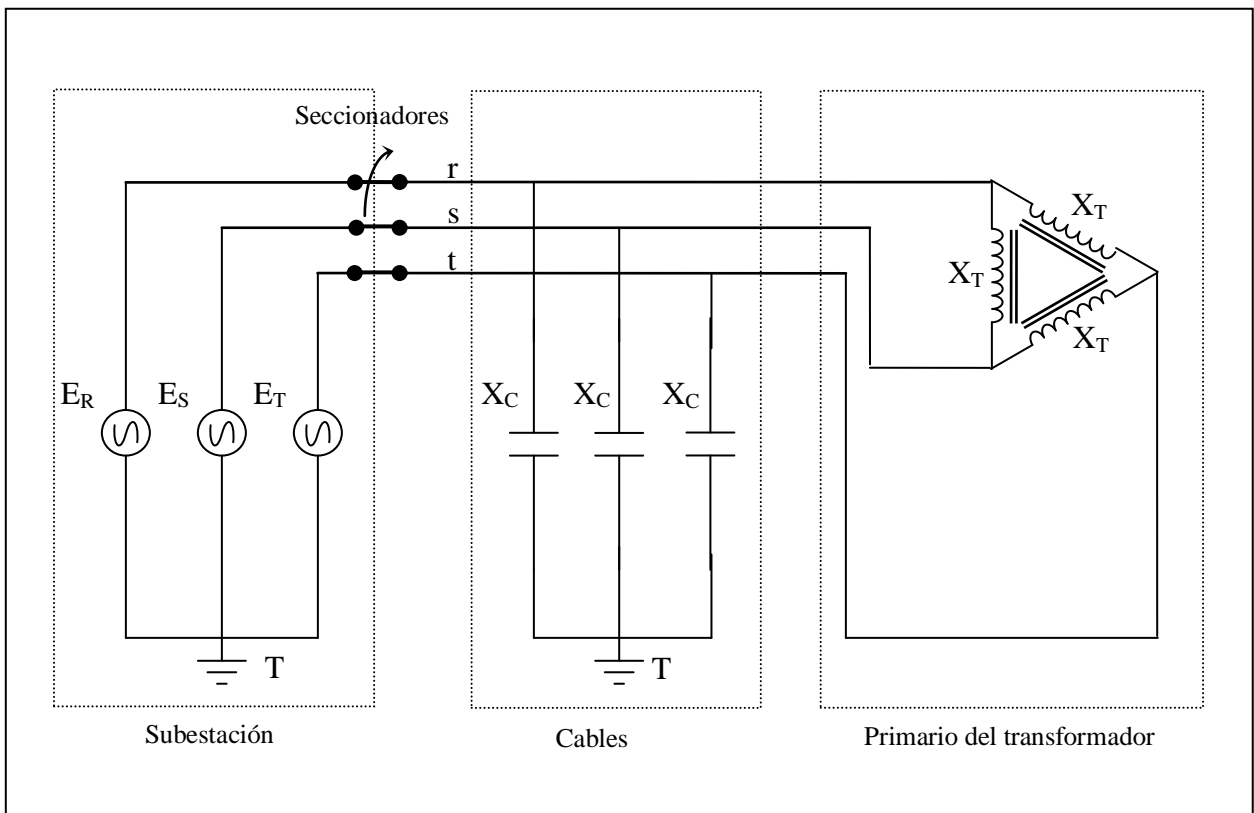 Seccionadores
r
s
t
E_R E_S E_T
X_C X_C X_C
X_T
X_T
X_T
T
T
Subestación
Cables
Primario del transformador